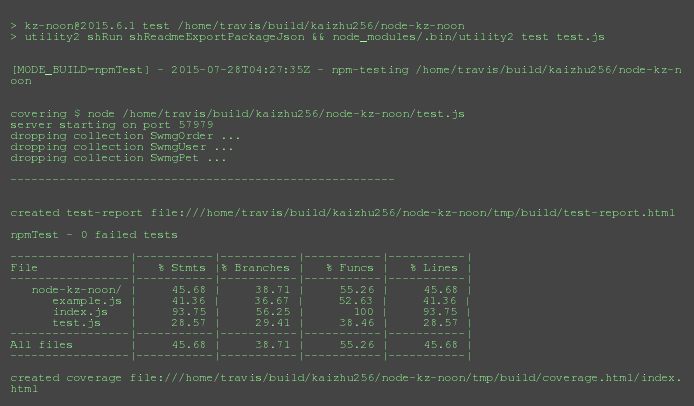 > kz-noon@2015.6.1 test /home/travis/build/kaizhu256/node-kz-noon
> utility2 shRun shReadmeExportPackageJson && node_modules/.bin/utility2 test test.js
[MODE_BUILD=npmTest] - 2015-07-28T04:27:35Z - npm-testing /home/travis/build/kaizhu256/node-kz-n
oon
covering $ node /home/travis/build/kaizhu256/node-kz-noon/test.js
server starting on port 57979
dropping collection SwmgOrder ...
dropping collection SwmgUser ...
dropping collection SwmgPet ...
-------------------------------------------------------
created test-report file:///home/travis/build/kaizhu256/node-kz-noon/tmp/build/test-report.html
npmTest - 0 failed tests
-----------------|-----------|-----------|-----------|-----------|
File             |   % Stmts |% Branches |   % Funcs |   % Lines |
-----------------|-----------|-----------|-----------|-----------|
   node-kz-noon/ |     45.68 |     38.71 |     55.26 |     45.68 |
      example.js |     41.36 |     36.67 |     52.63 |     41.36 |
      index.js   |     93.75 |     56.25 |       100 |     93.75 |
      test.js    |     28.57 |     29.41 |     38.46 |     28.57 |
-----------------|-----------|-----------|-----------|-----------|
All files        |     45.68 |     38.71 |     55.26 |     45.68 |
-----------------|-----------|-----------|-----------|-----------|
created coverage file:///home/travis/build/kaizhu256/node-kz-noon/tmp/build/coverage.html/index.
html